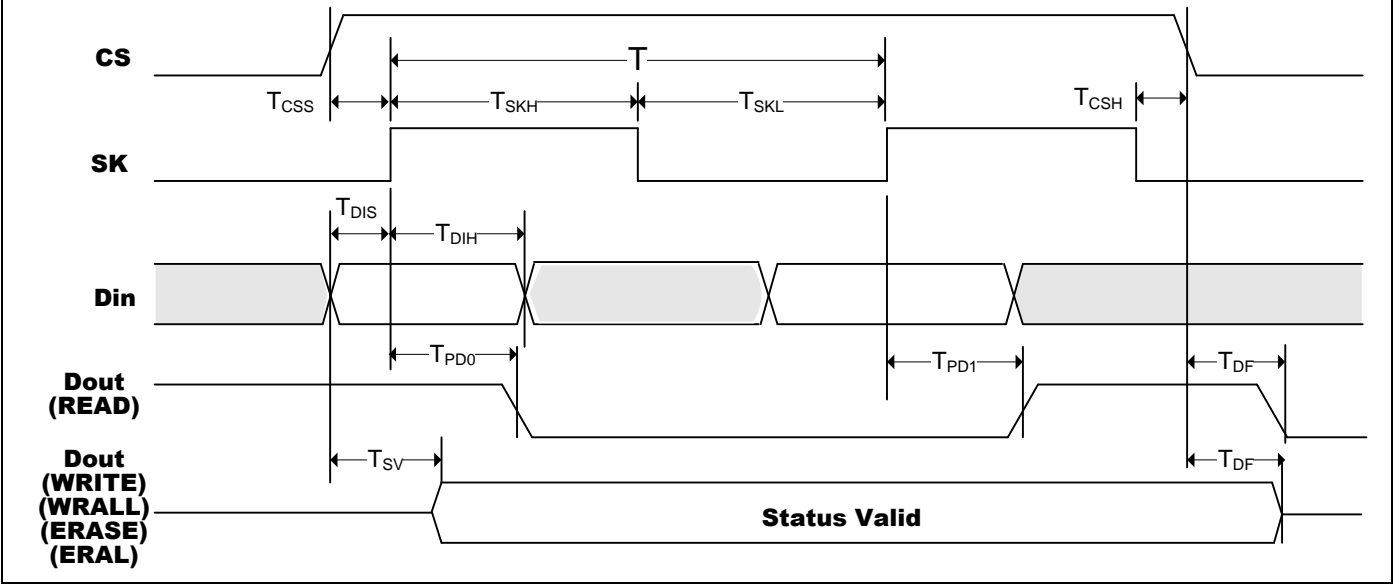 CS
T
TCSS
TSKH
TSKL
TCSH
SK
TDIS
TDIH
Din
TPD0
TPD1
TDF
Dout
(READ)
Dout
(WRITE)
(WRALL)
(ERASE)
(ERAL)
TSV
TDF
Status Valid